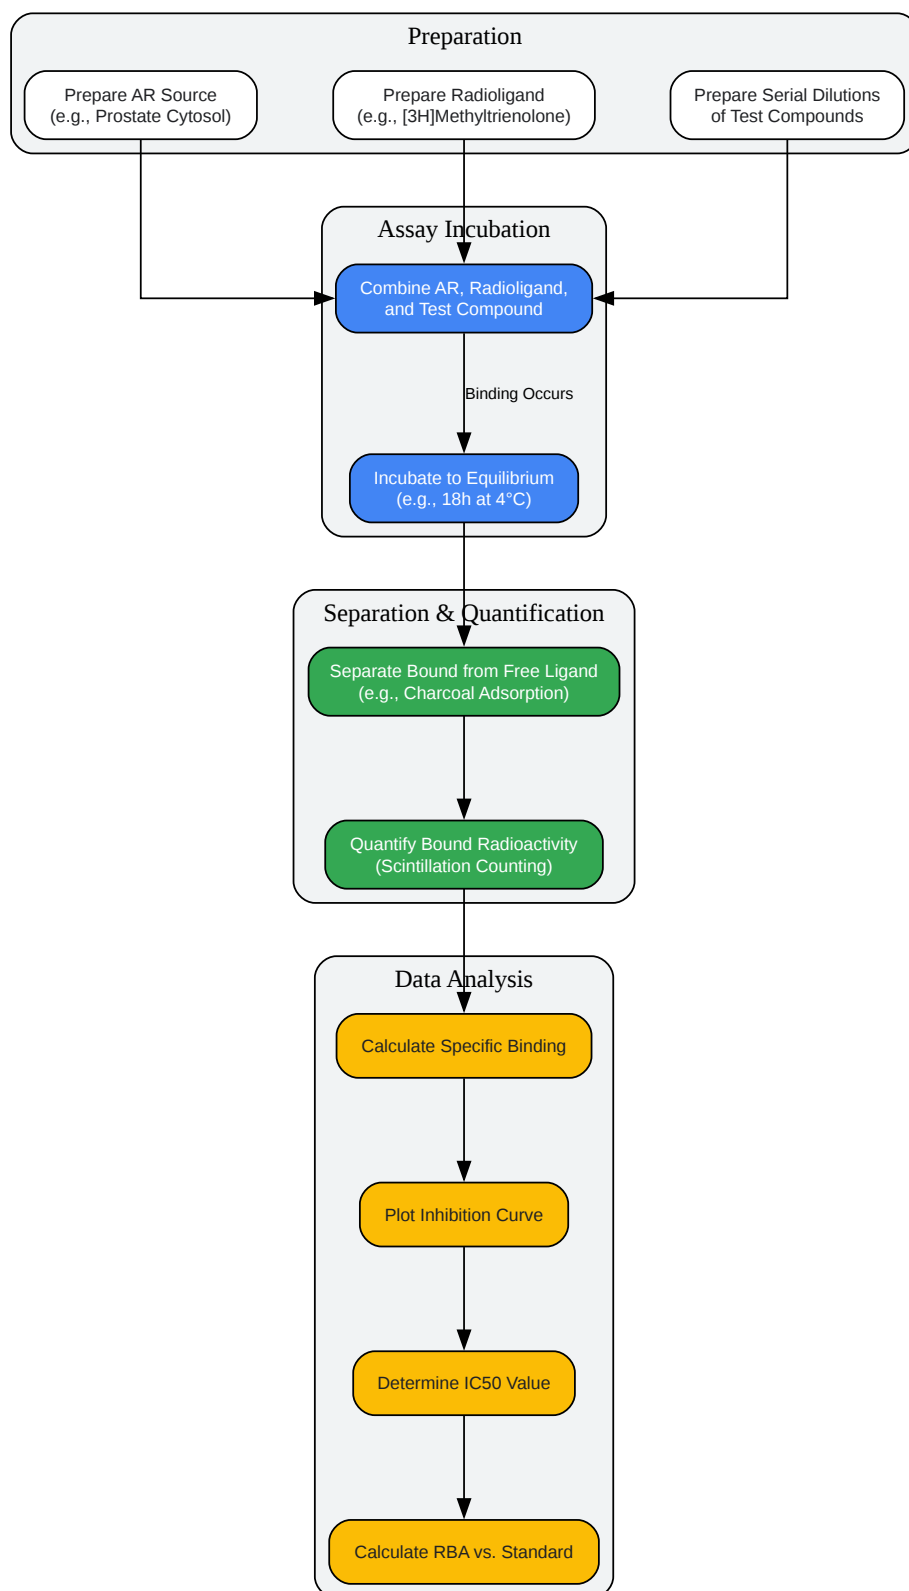 Preparation
Prepare AR Source
(e.g., Prostate Cytosol)
Prepare Radioligand
(e.g., [3H]Methyltrienolone)
Prepare Serial Dilutions
of Test Compounds
Assay Incubation
Combine AR, Radioligand,
and Test Compound
Binding Occurs
Incubate to Equilibrium
(e.g., 18h at 4°C)
Separation & Quantification
Separate Bound from Free Ligand
(e.g., Charcoal Adsorption)
Quantify Bound Radioactivity
(Scintillation Counting)
Data Analysis
Calculate Specific Binding
Plot Inhibition Curve
Determine IC50 Value
Calculate RBA vs. Standard